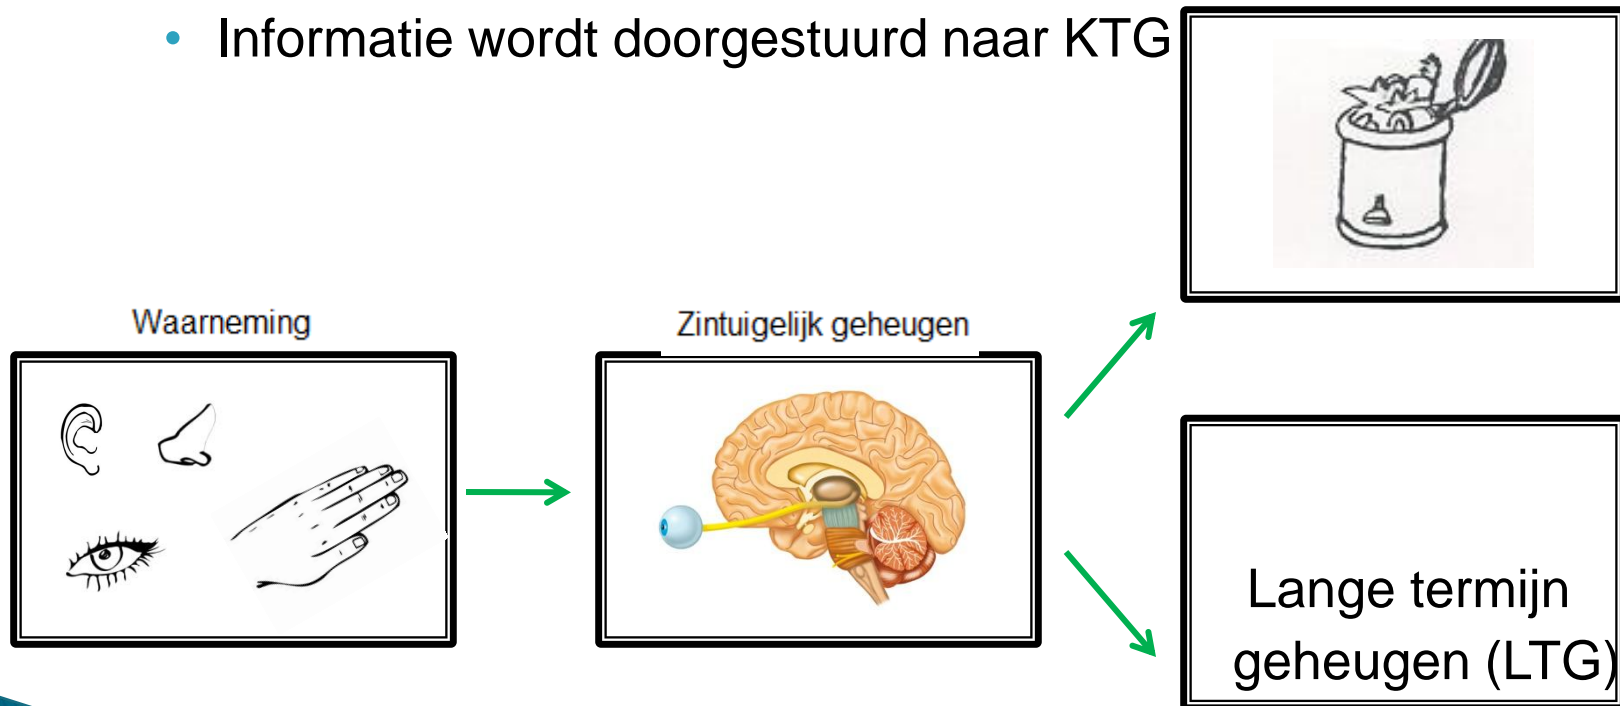 • Informatie wordt doorgestuurd naar KTG
Waarneming
Zintuigelijk geheugen
Lange termijn
geheugen (LTG)